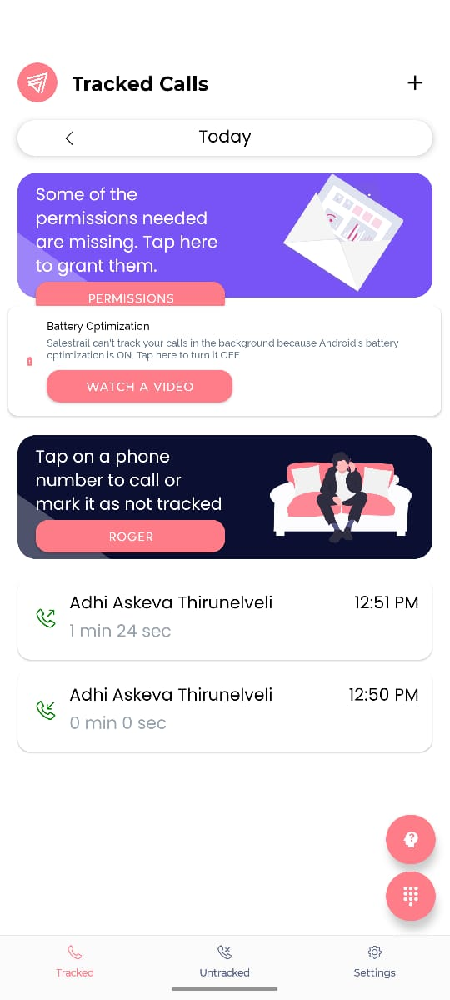 Tracked Calls
+
Today
Some of the
permissions needed
are missing. Tap here
to grant them.
PERMISSIONS
Battery Optimization
Salestrail can't track your calls in the background because Android's battery
optimization is ON. Tap here to turn it OFF.
WATCH A VIDEO
Tap on a phone
number to call or
mark it as not tracked
ROGER
Adhi Askeva Thirunelveli 12:51 PM
1 min 24 sec
Adhi Askeva Thirunelveli 12:50 PM
0 min 0 sec
Tracked Untracked Settings